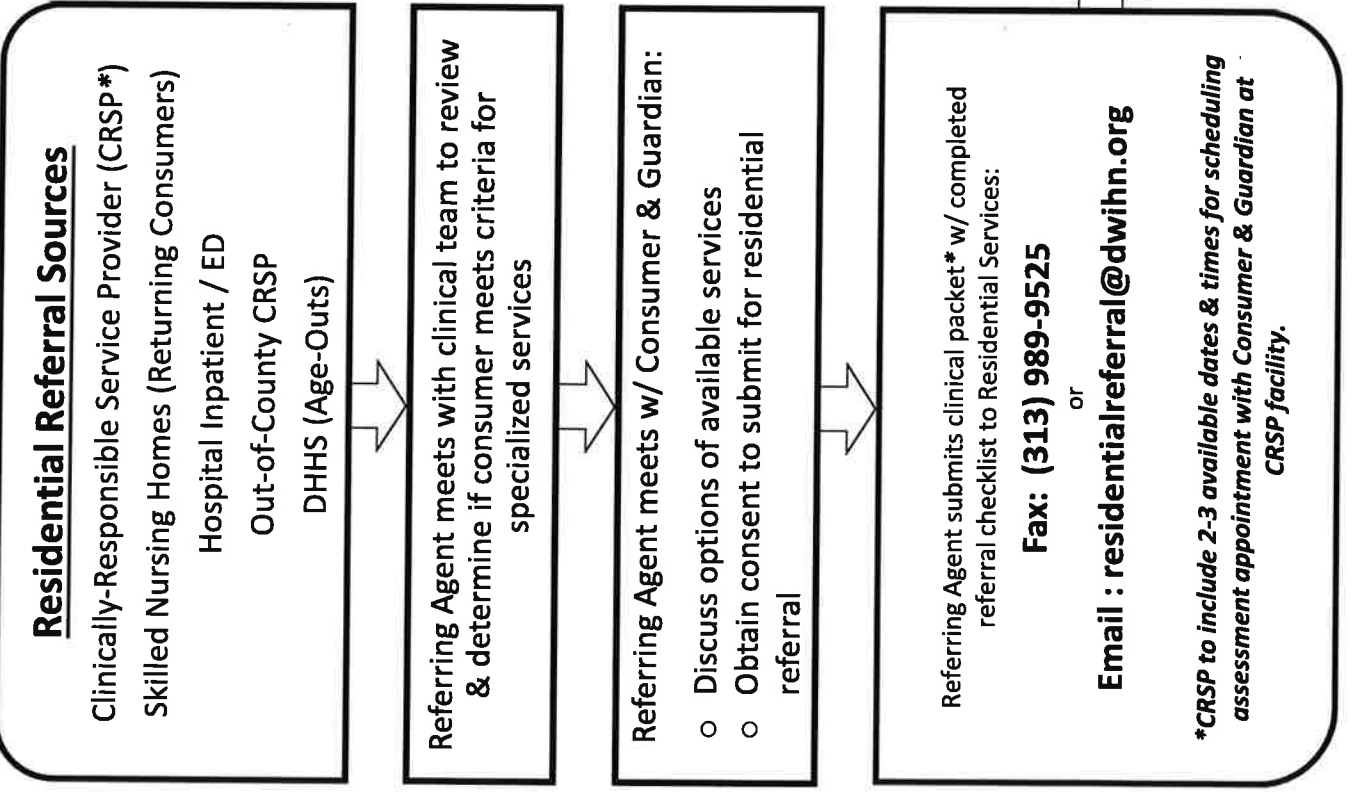 Residential Referral Sources
Clinically-Responsible Service Provider (CRSP*)
Skilled Nursing Homes (Returning Consumers)
Hospital Inpatient / ED
Out-of-County CRSP
DHHS (Age-Outs)
Referring Agent meets with clinical team to review
& determine if consumer meets criteria for
specialized services
Referring Agent meets w/ Consumer & Guardian:
○ Discuss options of available services
○ Obtain consent to submit for residential
referral
Referring Agent submits clinical packet* w/ completed
referral checklist to Residential Services:
Fax: (313) 989-9525
or
Email : residentialreferral@dwihn.org
*CRSP to include 2-3 available dates & times for scheduling
assessment appointment with Consumer & Guardian at
CRSP facility.